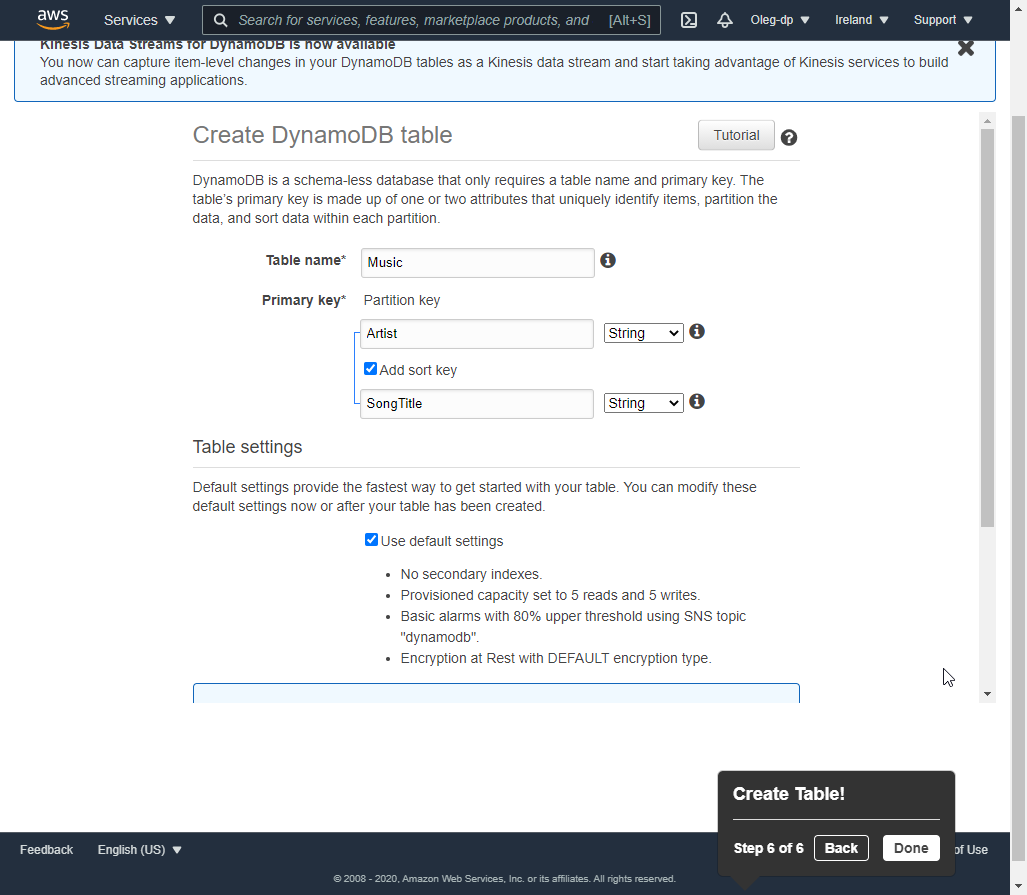 aws Services Search for services, features, marketplace products, and [Alt+S] Oleg-dp Ireland Support
Kinesis Data Streams for DynamoDB is now available
You now can capture item-level changes in your DynamoDB tables as a Kinesis data stream and start taking advantage of Kinesis services to build
advanced streaming applications.
Create DynamoDB table Tutorial
DynamoDB is a schema-less database that only requires a table name and primary key. The
table's primary key is made up of one or two attributes that uniquely identify items, partition the
data, and sort data within each partition.
Table name* Music
Primary key* Partition key
Artist String
Add sort key
SongTitle String
Table settings
Default settings provide the fastest way to get started with your table. You can modify these
default settings now or after your table has been created.
Use default settings
• No secondary indexes.
• Provisioned capacity set to 5 reads and 5 writes.
• Basic alarms with 80% upper threshold using SNS topic
"dynamodb".
• Encryption at Rest with DEFAULT encryption type.
Create Table!
Step 6 of 6 Back Done
Feedback English (US) of Use
© 2008 - 2020, Amazon Web Services, Inc. or its affiliates. All rights reserved.